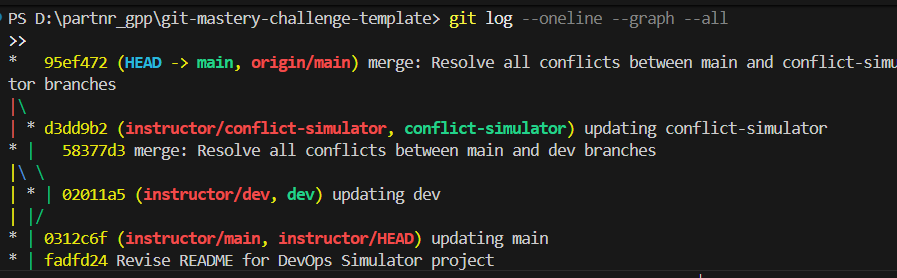 PS D:\partnr_gpp\git-mastery-challenge-template> git log --oneline --graph --all
>>
*   95ef472 (HEAD -> main, origin/main) merge: Resolve all conflicts between main and conflict-simu
tor branches
|\
| * d3dd9b2 (instructor/conflict-simulator, conflict-simulator) updating conflict-simulator
* |   58377d3 merge: Resolve all conflicts between main and dev branches
|\ \
| * | 02011a5 (instructor/dev, dev) updating dev
| |/
* | 0312c6f (instructor/main, instructor/HEAD) updating main
* | fadfd24 Revise README for DevOps Simulator project